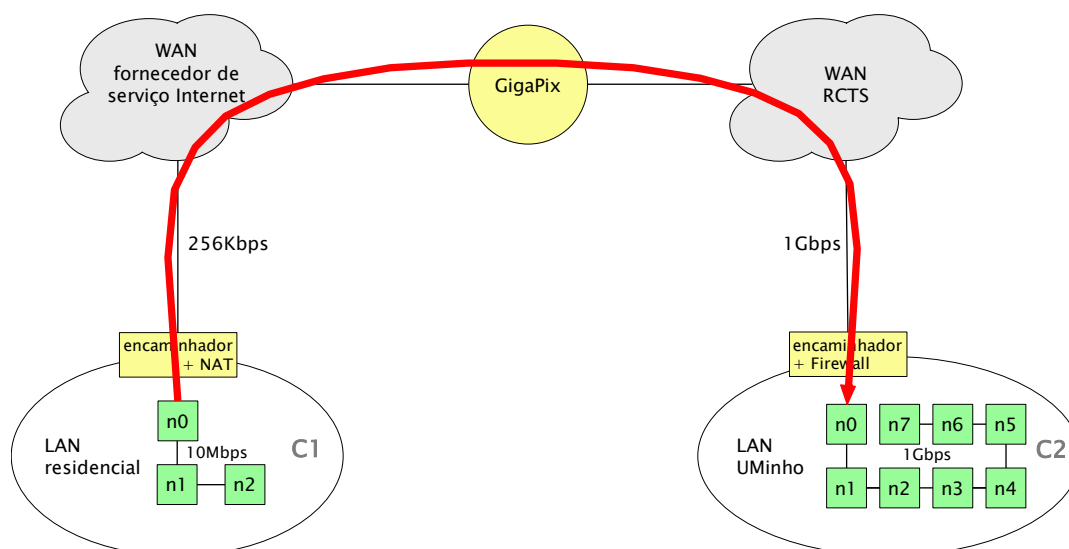 WAN
fornecedor de
serviço Internet
GigaPix
WAN
RCTS
256Kbps
1Gbps
encaminhador
+ NAT
encaminhador
+ Firewall
LAN
residencial
n0
10Mbps
n1
n2
C1
LAN
UMinho
n0
n7
n6
n5
1Gbps
C2
n1
n2
n3
n4